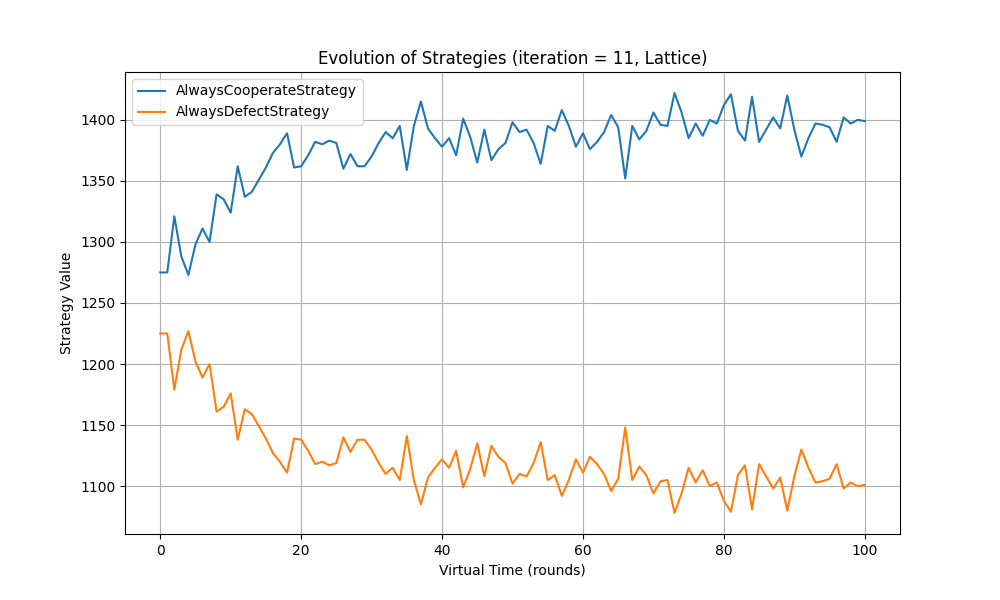 Evolution of Strategies (iteration = 11, Lattice)
AlwaysCooperateStrategy
AlwaysDefectStrategy
Strategy Value
1400
1350
1300
1250
1200
1150
1100
0 20 40 60 80 100
Virtual Time (rounds)